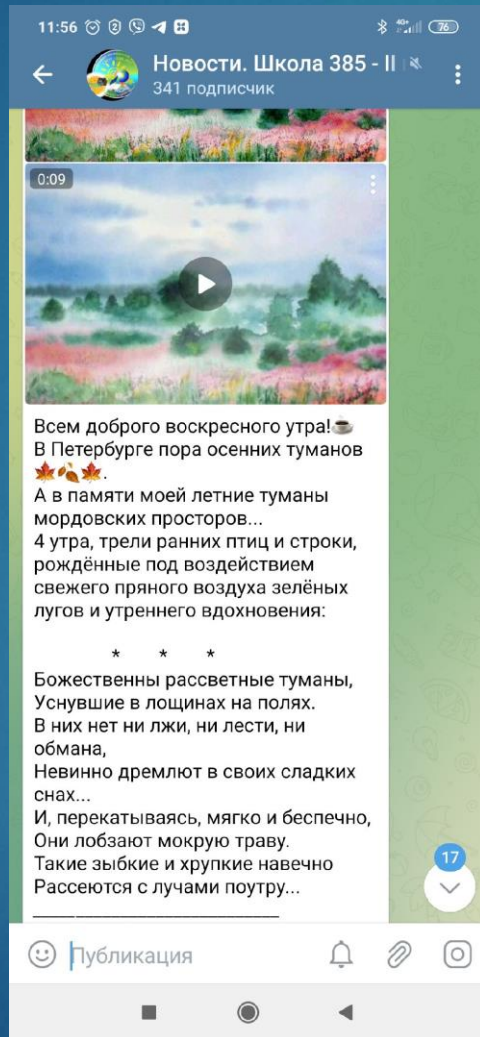 11:56
4G+
76
Новости. Школа 385 - II
341 подписчик
0:09
Всем доброго воскресного утра!☕
В Петербурге пора осенних туманов
🍁🍂🍁.
А в памяти моей летние туманы
мордовских просторов...
4 утра, трели ранних птиц и строки,
рождённые под воздействием
свежего пряного воздуха зелёных
лугов и утреннего вдохновения:
* * *
Божественны рассветные туманы,
Уснувшие в лощинах на полях.
В них нет ни лжи, ни лести, ни
обмана,
Невинно дремлют в своих сладких
снах...
И, перекатываясь, мягко и беспечно,
Они лобзают мокрую траву.
Такие зыбкие и хрупкие навечно
Рассеются с лучами поутру...
___________________________
17
Публикация